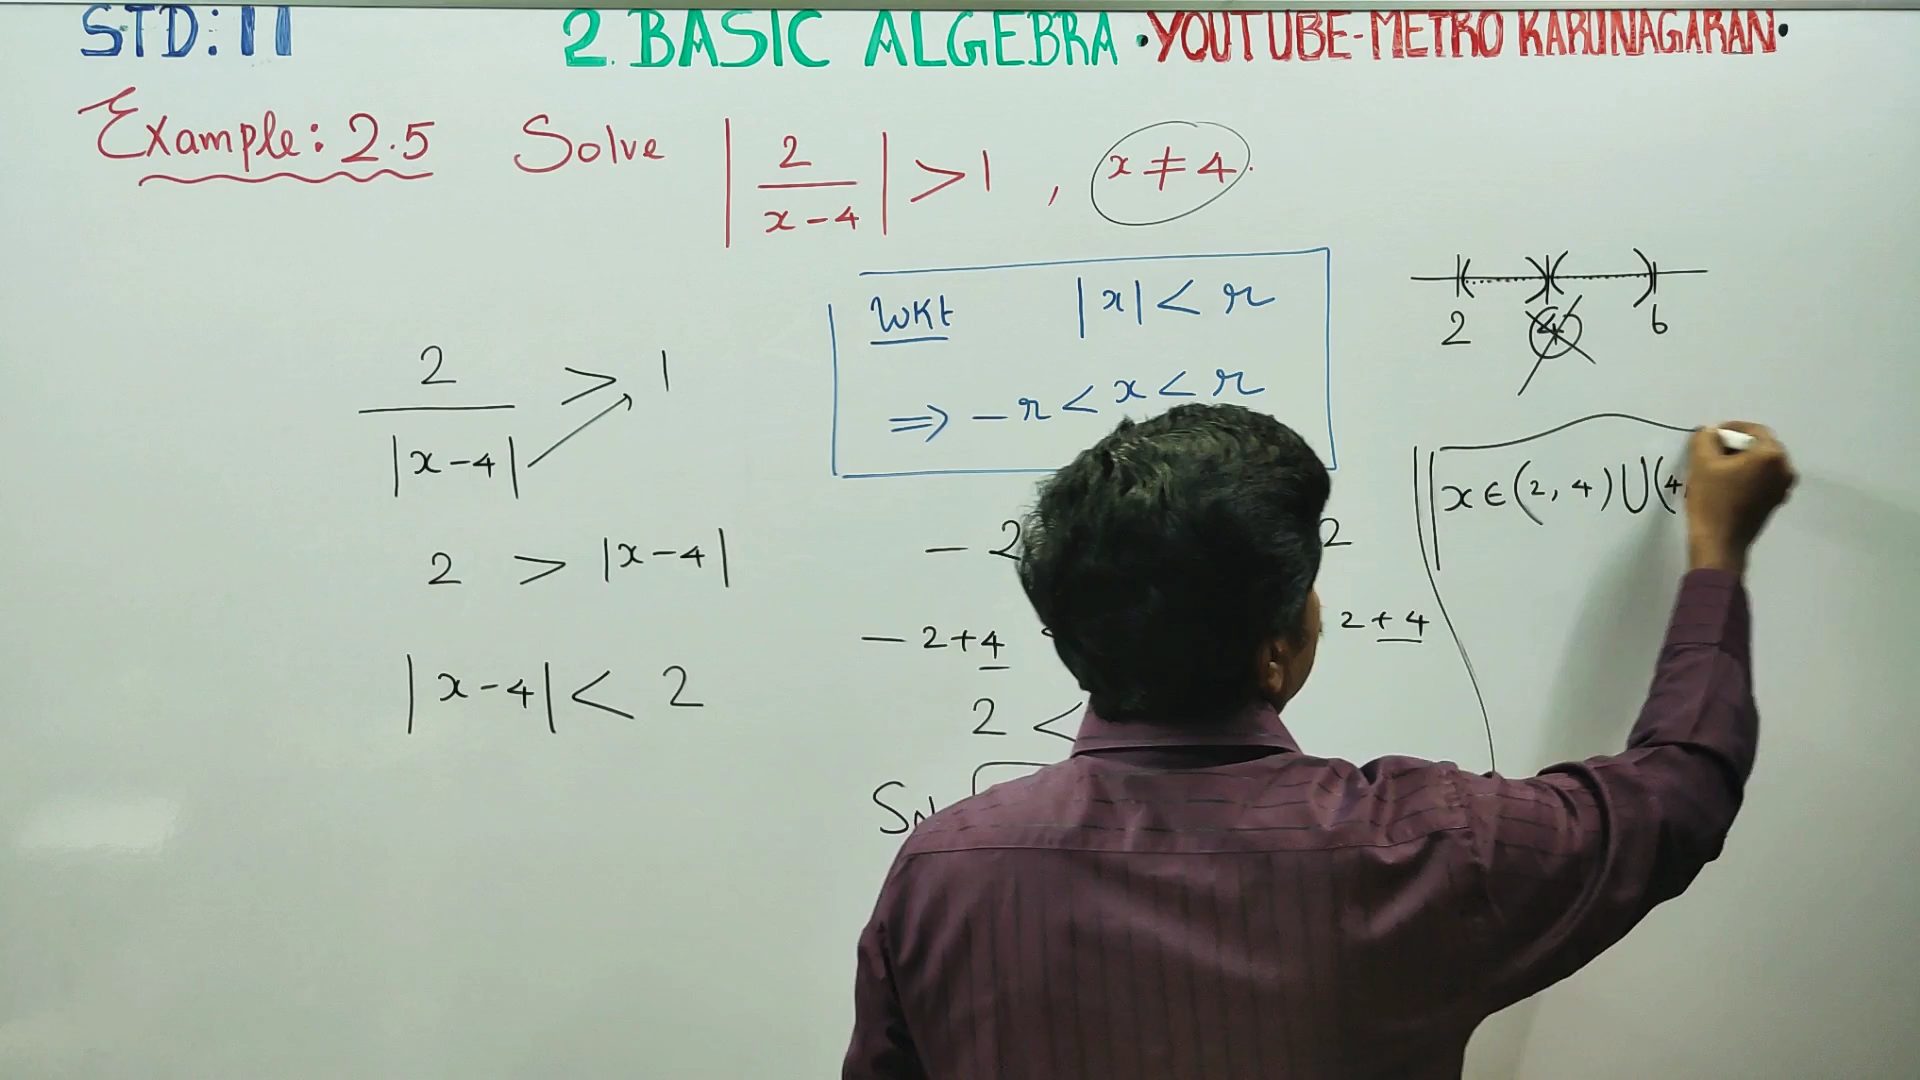 STD: 11 2. BASIC ALGEBRA • YOUTUBE-METRO KARUNAGARAN •
Example: 2.5 Solve |2/(x-4)| > 1, x ≠ 4.
2/|x-4| > 1
2 > |x-4|
|x-4| < 2
WKt |x| < r
⇒ -r < x < r
- 2 2
- 2+4 2+4
2 <
2 4 6
x ∈ (2, 4) ∪ (4,